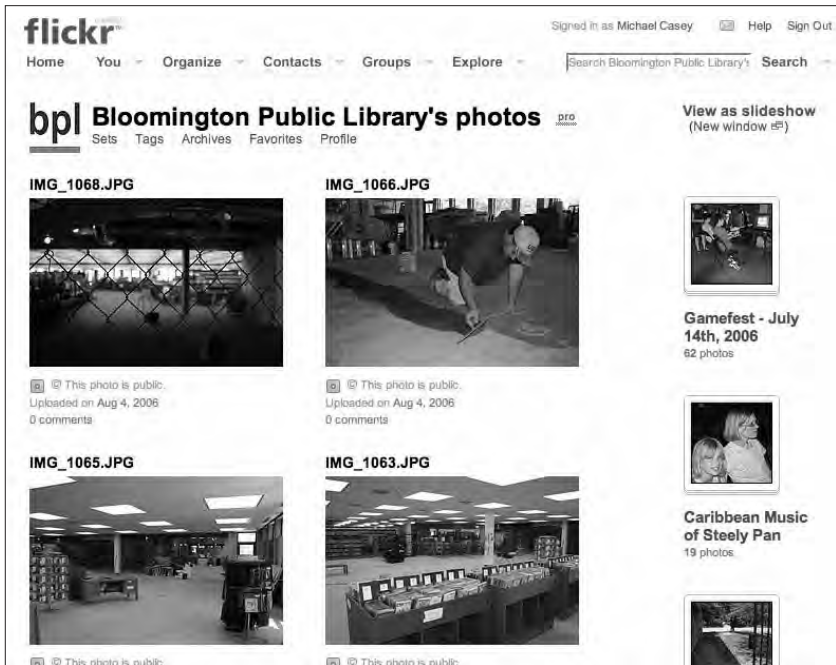 flickr
Signed in as Michael Casey Help Sign Out
Home You Organize Contacts Groups Explore Search Bloomington Public Library's Search
bpl Bloomington Public Library's photos pro
Sets Tags Archives Favorites Profile
View as slideshow
(New window)
IMG_1068.JPG
IMG_1066.JPG
© This photo is public.
Uploaded on Aug 4, 2006
0 comments
© This photo is public.
Uploaded on Aug 4, 2006
0 comments
IMG_1065.JPG
IMG_1063.JPG
© This photo is public.
© This photo is public.
Gamefest - July
14th, 2006
62 photos
Caribbean Music
of Steely Pan
19 photos